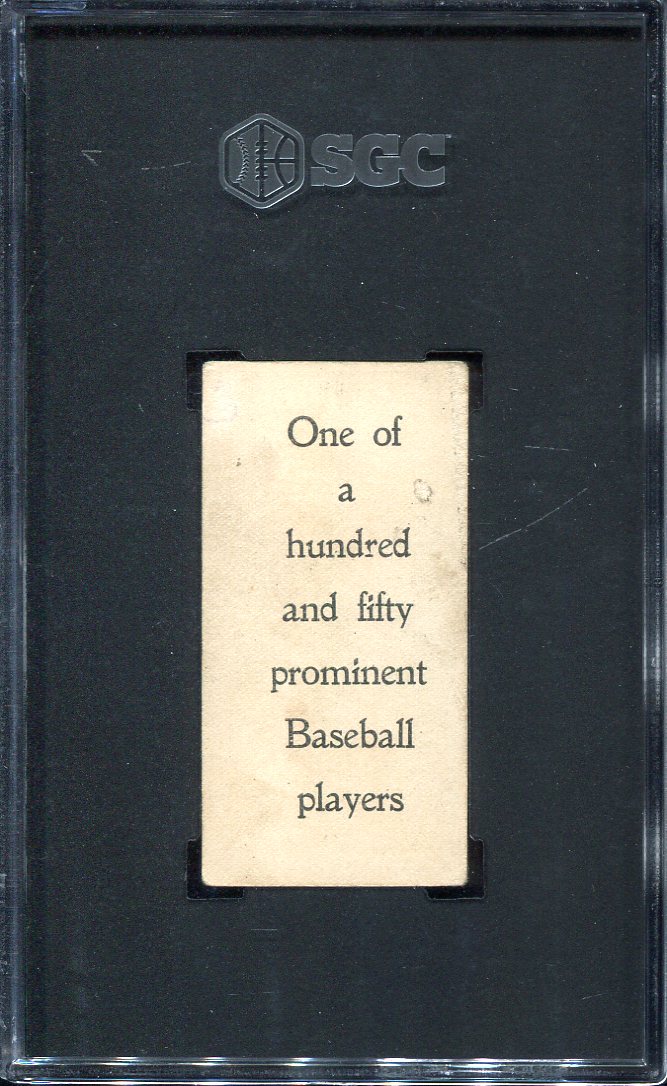 SGC
One of
a
hundred
and fifty
prominent
Baseball
players